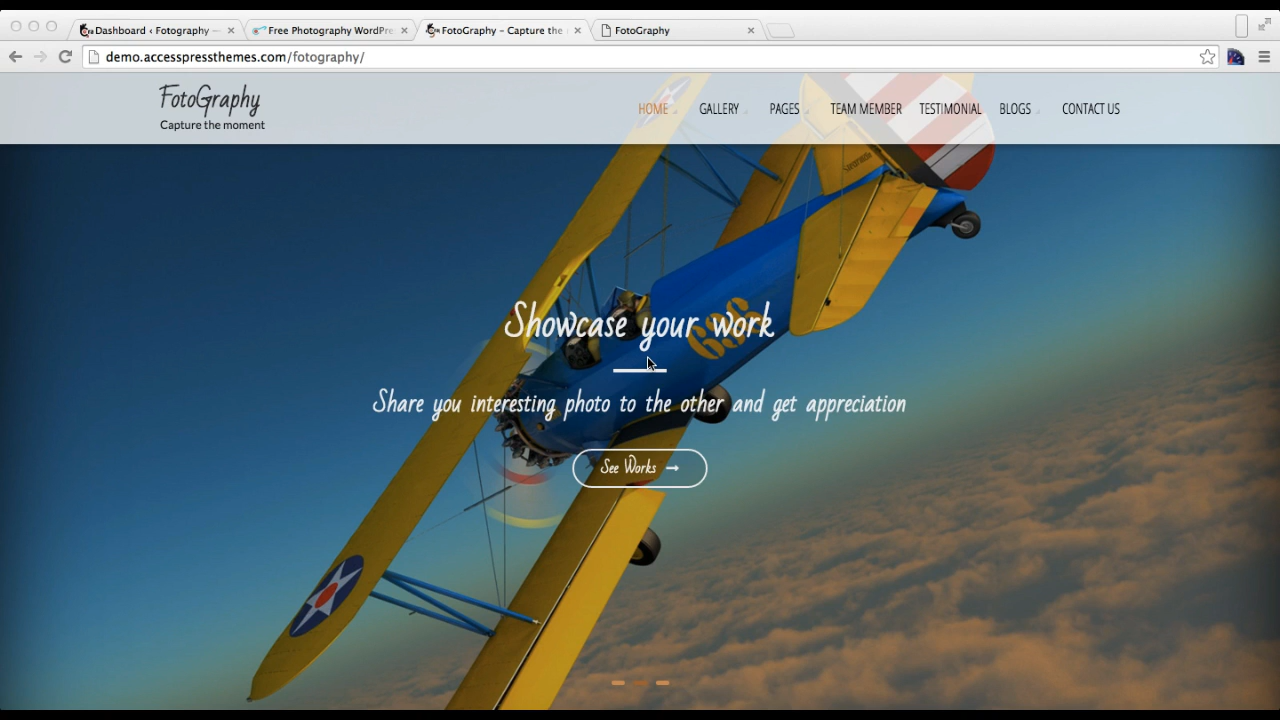 Dashboard ‹ Fotography —
Free Photography WordPre
FotoGraphy – Capture the
FotoGraphy
demo.accesspressthemes.com/fotography/
FotoGraphy
Capture the moment
HOME
GALLERY
PAGES
TEAM MEMBER
TESTIMONIAL
BLOGS
CONTACT US
Showcase your work
696
Share you interesting photo to the other and get appreciation
See Works →